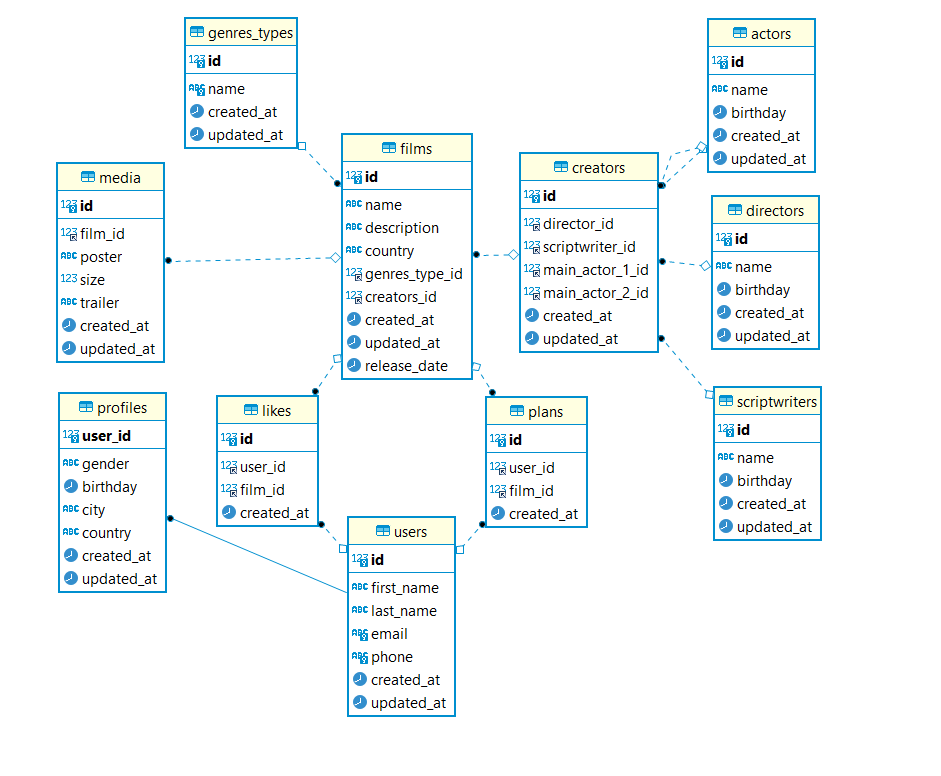 genres_types
id
name
created_at
updated_at
actors
id
name
birthday
created_at
updated_at
films
id
name
description
country
genres_type_id
creators_id
created_at
updated_at
release_date
creators
id
director_id
scriptwriter_id
main_actor_1_id
main_actor_2_id
created_at
updated_at
media
id
film_id
poster
size
trailer
created_at
updated_at
directors
id
name
birthday
created_at
updated_at
profiles
user_id
gender
birthday
city
country
created_at
updated_at
likes
id
user_id
film_id
created_at
plans
id
user_id
film_id
created_at
scriptwriters
id
name
birthday
created_at
updated_at
users
id
first_name
last_name
email
phone
created_at
updated_at